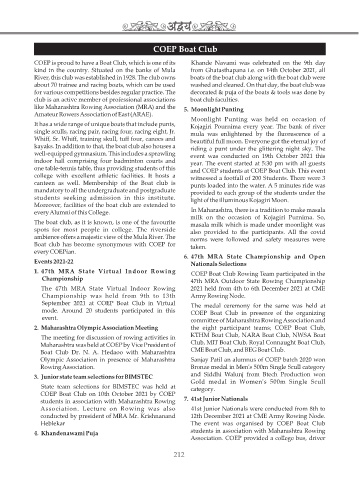 अद्वैत
COEP Boat Club
COEP is proud to have a Boat Club, which is one of its
kind in the country. Situated on the banks of Mula
River, this club was established in 1928. The club owns
about 70 trainee and racing boats, which can be used
for various competitions besides regular practice. The
club is an active member of professional associations
like Maharashtra Rowing Association (MRA) and the
Amateur Rowers Association of East (ARAE).
It has a wide range of unique boats that include punts,
single sculls, racing pair, racing four, racing eight, Jr.
Whiff, Sr. Whiff, training skull, tuff four, canoes and
kayaks. In addition to that, the boat club also houses a
well-equipped gymnasium. This includes a sprawling
indoor hall comprising four badminton courts and
one table-tennis table, thus providing students of this
college with excellent athletic facilities. It hosts a
canteen as well. Membership of the Boat club is
mandatory to all the undergraduate and postgraduate
students seeking admission in this institute.
Moreover, facilities of the boat club are extended to
every Alumni of this College.
The boat club, as it is known, is one of the favourite
spots for most people in college. The riverside
ambience offers a majestic view of the Mula River. The
Boat club has become synonymous with COEP for
every COEPian.
Events 2021-22
1. 47th MRA State Virtual Indoor Rowing
Championship
The 47th MRA State Virtual Indoor Rowing
Championship was held from 9th to 13th
September 2021 at COEP Boat Club in Virtual
mode. Around 20 students participated in this
event.
2. Maharashtra Olympic Association Meeting
The meeting for discussion of rowing activities in
Maharashtra was held at COEP by Vice President of
Boat Club Dr. N. A. Hedaoo with Maharashtra
Olympic Association in presence of Maharashtra
Rowing Association.
3. Junior state team selections for BIMSTEC
State team selections for BIMSTEC was held at
COEP Boat Club on 10th October 2021 by COEP
students in association with Maharashtra Rowing
Association. Lecture on Rowing was also
conducted by president of MRA Mr. Krishnanand
Heblekar
4. Khandenawami Puja
Khande Navami was celebrated on the 9th day
from Ghatasthapana i.e. on 14th October 2021, all
boats of the boat club along with the boat club were
washed and cleaned. On that day, the boat club was
decorated & puja of the boats & tools was done by
boat club faculties.
5. Moonlight Punting
Moonlight Punting was held on occasion of
Kojagiri Pournima every year. The bank of river
mula was enlightened by the fluorescence of a
beautiful full moon. Everyone got the eternal joy of
riding a punt under the glittering night sky. The
event was conducted on 19th October 2021 this
year. The event started at 5:30 pm with all guests
and COEP students at COEP Boat Club. This event
witnessed a footfall of 200 Students. There were 3
punts loaded into the water. A 5 minutes ride was
provided to each group of the students under the
light of the illuminous Kojagiri Moon.
In Maharashtra, there is a tradition to make masala
milk on the occasion of Kojagiri Purnima. So,
masala milk which is made under moonlight was
also provided to the participants. All the covid
norms were followed and safety measures were
taken.
6. 47th MRA State Championship and Open
Nationals Selections
COEP Boat Club Rowing Team participated in the
47th MRA Outdoor State Rowing Championship
2021 held from 4th to 6th December 2021 at CME
Army Rowing Node.
The medal ceremony for the same was held at
COEP Boat Club in presence of the organizing
committee of Maharashtra Rowing Association and
the eight participant teams; COEP Boat Club,
KTHM Boat Club, NARA Boat Club, NWSA Boat
Club, MIT Boat Club, Royal Connaught Boat Club,
CME Boat Club, and BEG Boat Club.
Sanjay Patil an alumnus of COEP batch 2020 won
Bronze medal in Men's 500m Single Scull category
and Siddhi Walunj from Btech Production won
Gold medal in Women's 500m Single Scull
category.
7. 41st Junior Nationals
41st Junior Nationals were conducted from 8th to
12th December 2021 at CME Army Rowing Node.
The event was organised by COEP Boat Club
students in association with Maharashtra Rowing
Association. COEP provided a college bus, driver
212